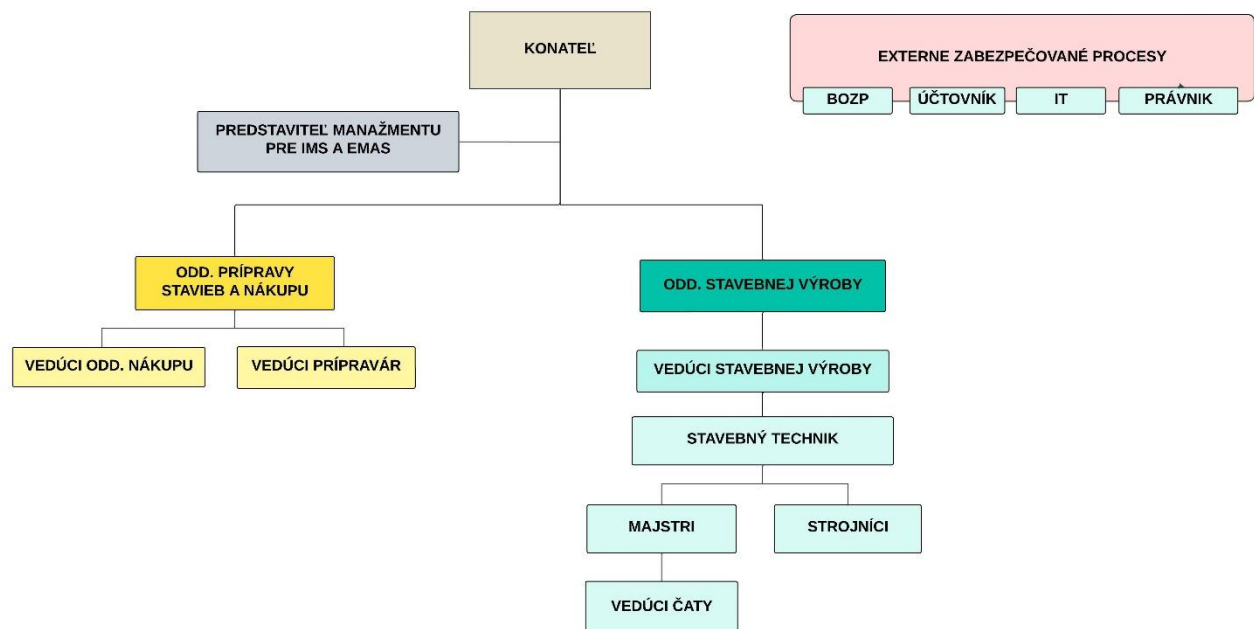 KONATEĽ
EXTERNE ZABEZPEČOVANÉ PROCESY
BOZP
ÚČTOVNÍK
IT
PRÁVNIK
PREDSTAVITEĽ MANAŽMENTU
PRE IMS A EMAS
ODD. PRÍPRAVY
STAVIEB A NÁKUPU
ODD. STAVEBNEJ VÝROBY
VEDÚCI ODD. NÁKUPU
VEDÚCI PRÍPRAVÁR
VEDÚCI STAVEBNEJ VÝROBY
STAVEBNÝ TECHNIK
MAJSTRI
STROJNÍCI
VEDÚCI ČATY